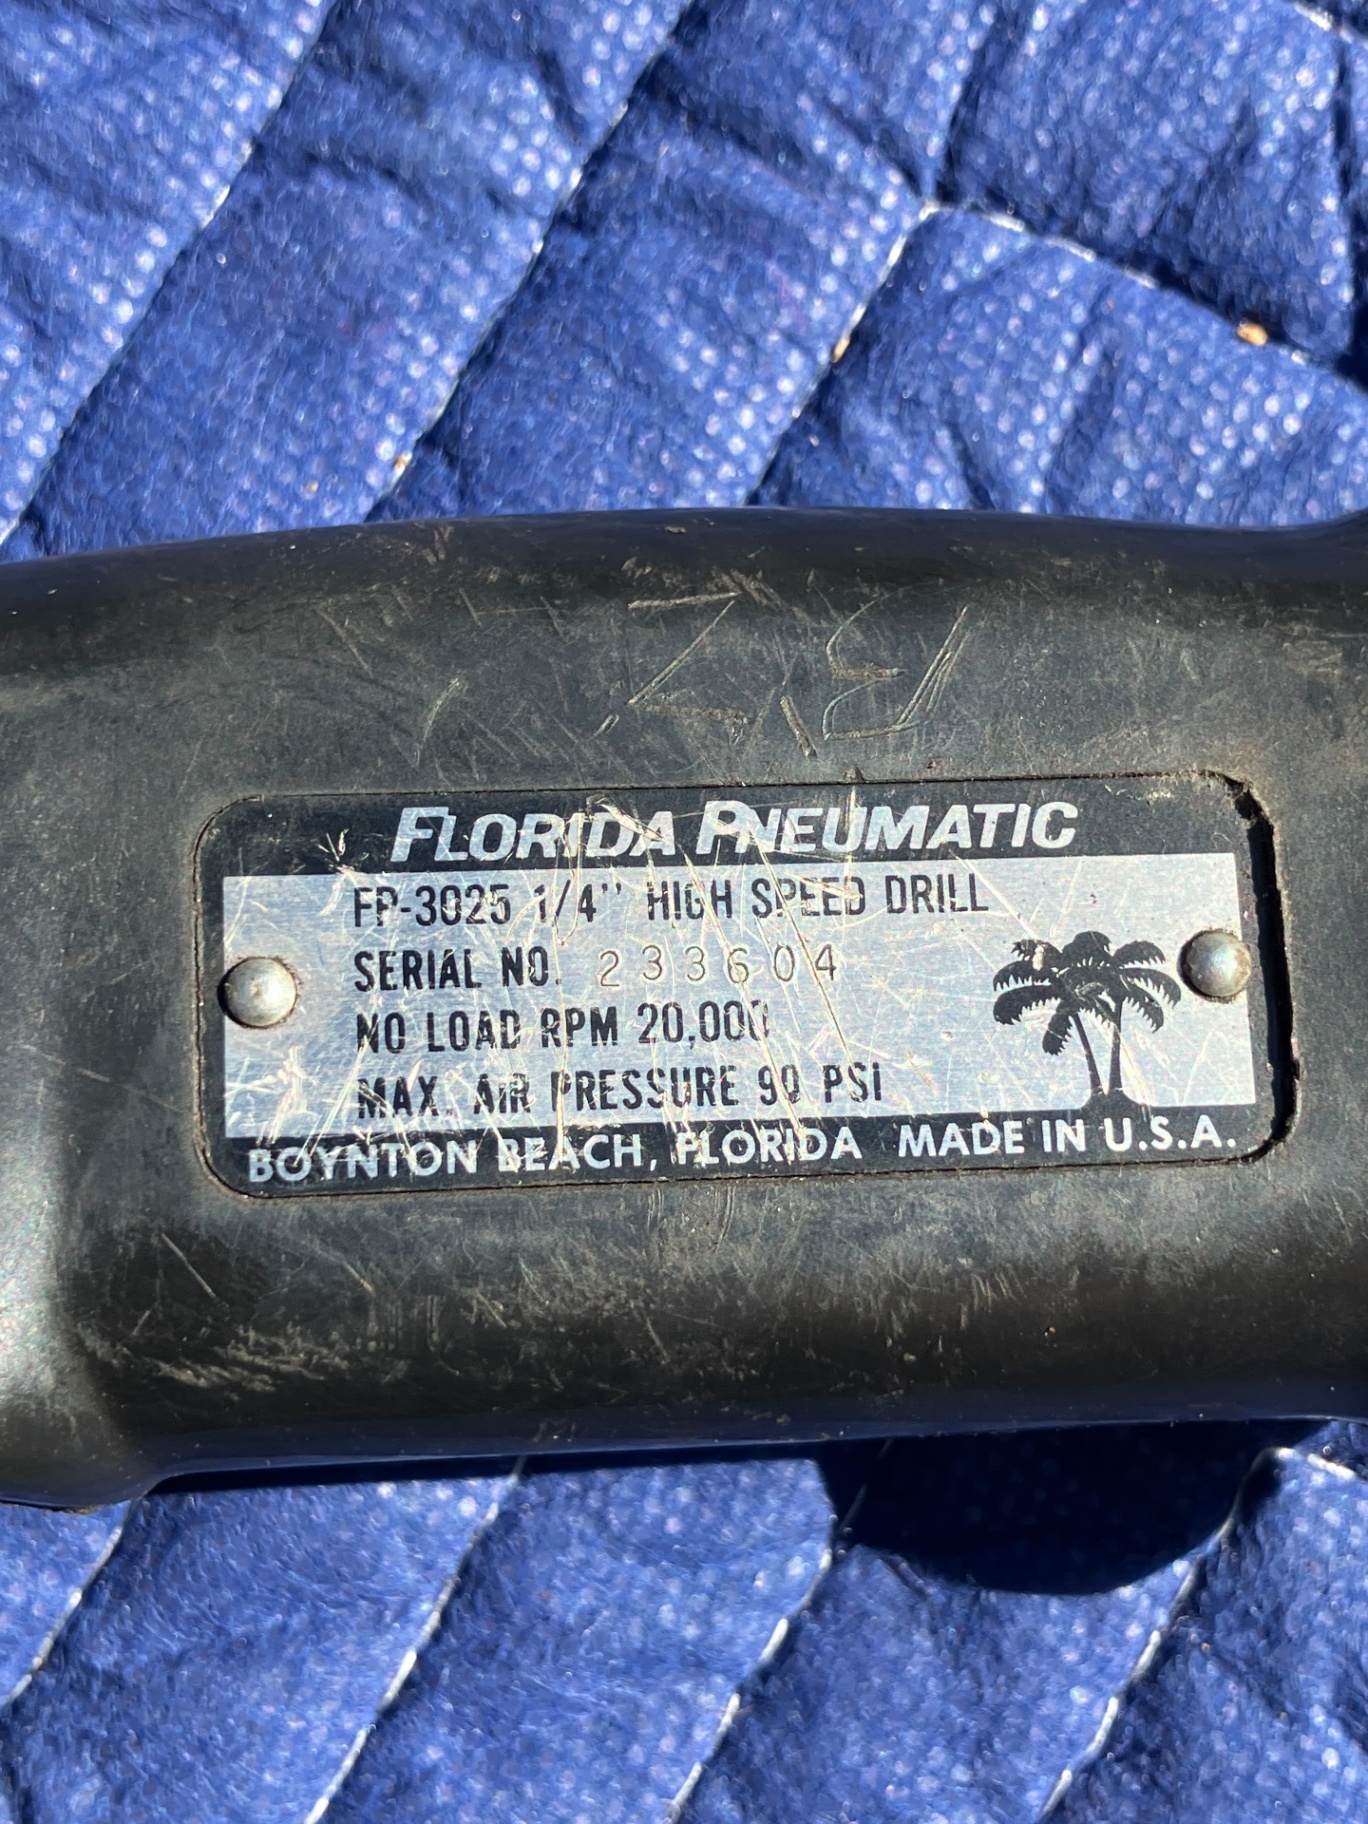 FLORIDA PNEUMATIC
FP-3025 1/4" HIGH SPEED DRILL
SERIAL NO. 233604
NO LOAD RPM 20,000
MAX. AIR PRESSURE 90 PSI
BOYNTON BEACH, FLORIDA MADE IN U.S.A.